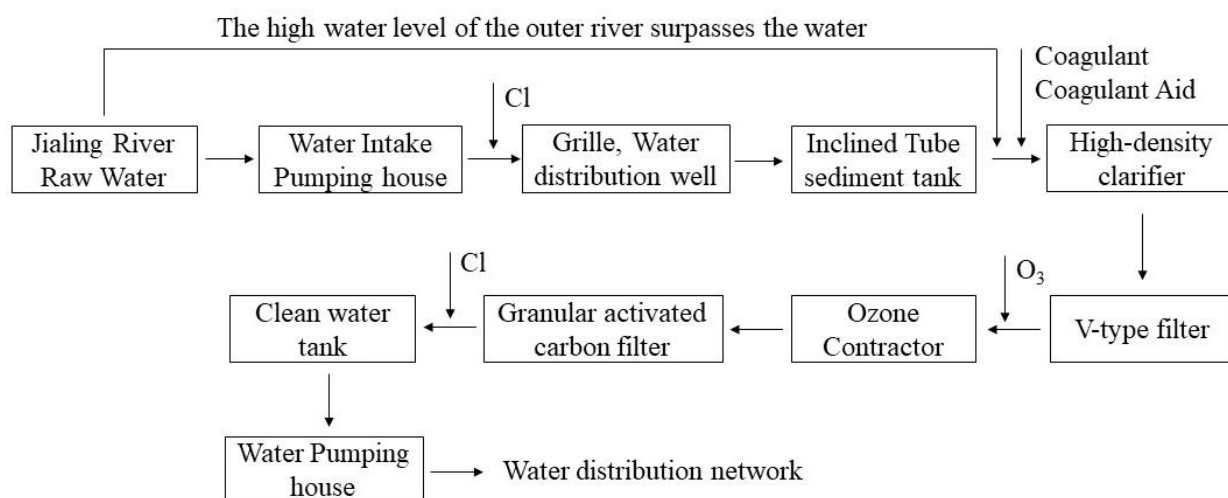 The high water level of the outer river surpasses the water
Coagulant
Coagulant Aid
Cl
Jialing River
Raw Water
Water Intake
Pumping house
Grille, Water
distribution well
Inclined Tube
sediment tank
High-density
clarifier
Cl
O₃
Clean water
tank
Granular activated
carbon filter
Ozone
Contractor
V-type filter
Water Pumping
house
Water distribution network